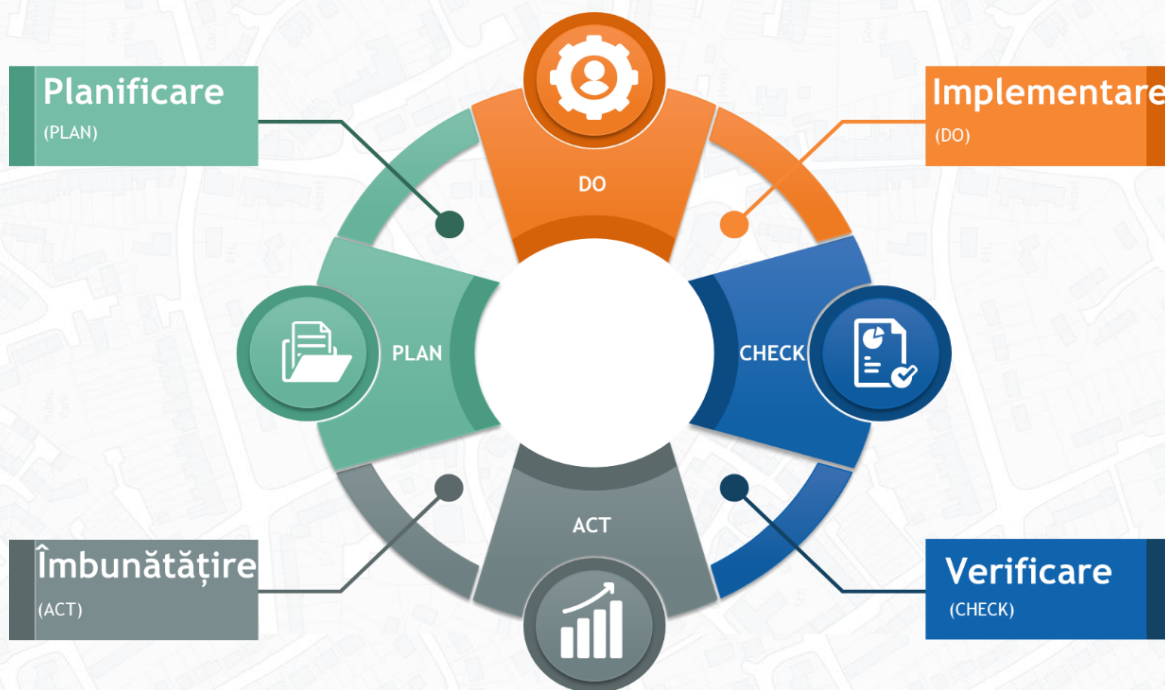 Planificare
(PLAN)
Implementare
(DO)
DO
PLAN
CHECK
ACT
Îmbunătățire
(ACT)
Verificare
(CHECK)